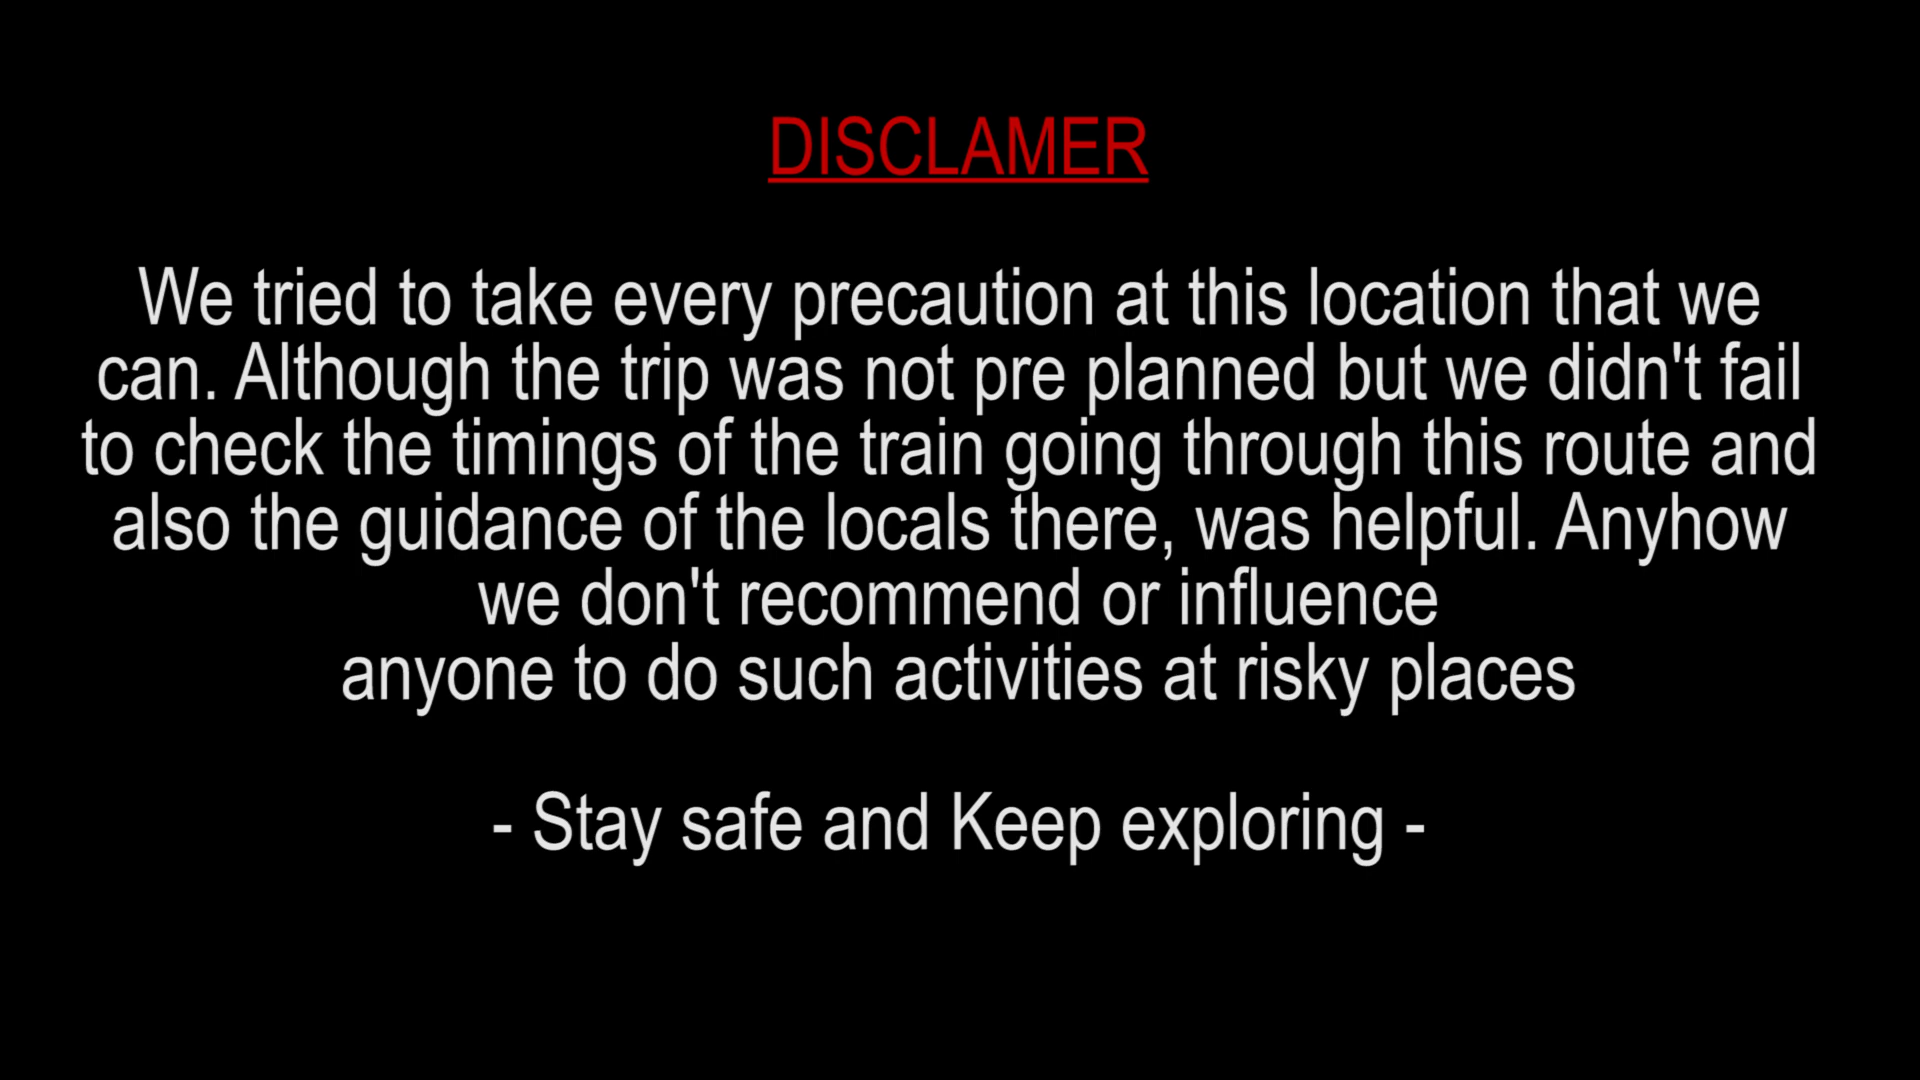 DISCLAMER
We tried to take every precaution at this location that we
can. Although the trip was not pre planned but we didn't fail
to check the timings of the train going through this route and
also the guidance of the locals there, was helpful. Anyhow
we don't recommend or influence
anyone to do such activities at risky places
- Stay safe and Keep exploring -